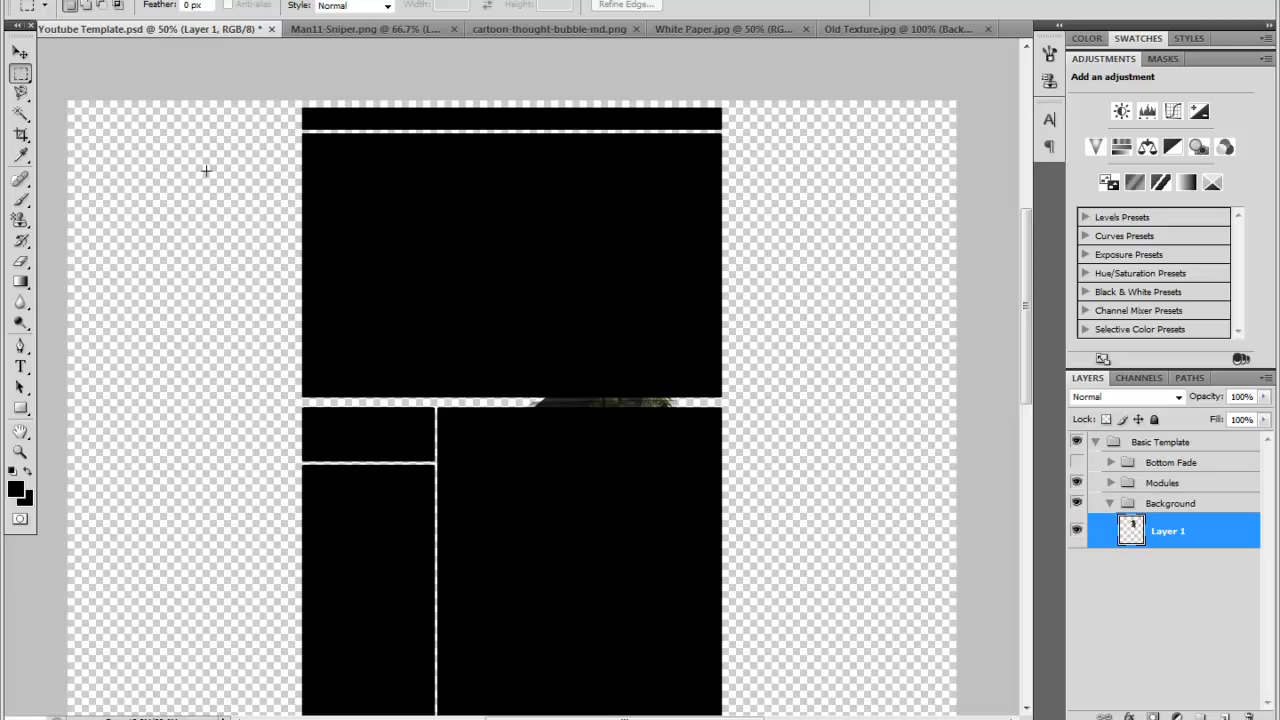 Feather: 0 px Anti-alias Style: Normal Width: Height: Refine Edge...
Youtube Template.psd @ 50% (Layer 1, RGB/8) * × Man11-Sniper.png @ 66.7% (L... × cartoon-thought-bubble-md.png × White Paper.jpg @ 50% (RG... × Old Texture.jpg @ 100% (Back... ×
COLOR SWATCHES STYLES
ADJUSTMENTS MASKS
Add an adjustment
Levels Presets
Curves Presets
Exposure Presets
Hue/Saturation Presets
Black & White Presets
Channel Mixer Presets
Selective Color Presets
LAYERS CHANNELS PATHS
Normal Opacity: 100%
Lock: Fill: 100%
Basic Template
Bottom Fade
Modules
Background
Layer 1